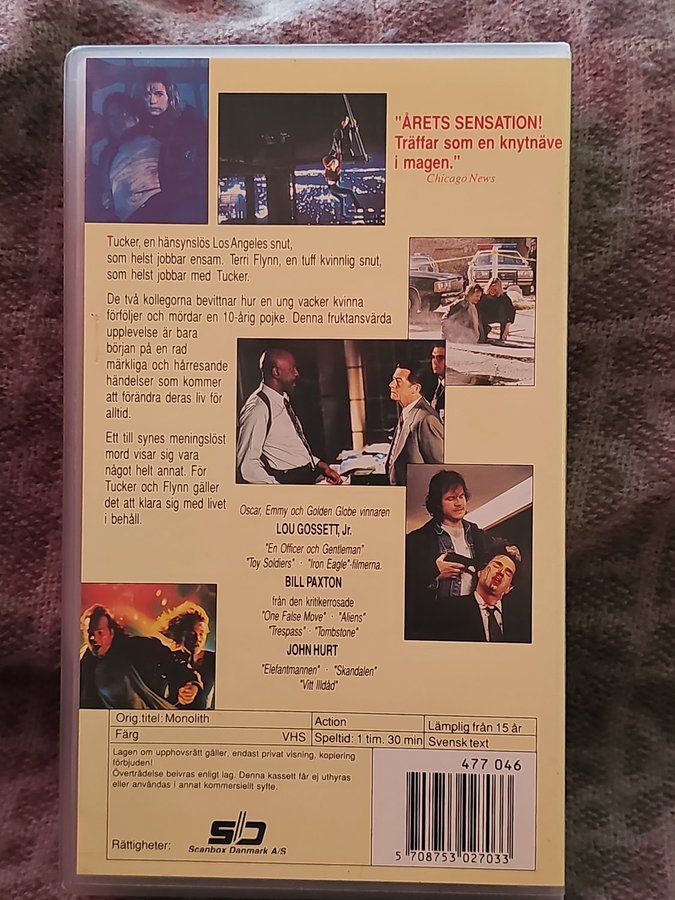 "ÅRETS SENSATION!
Träffar som en knytnäve
i magen."
Chicago News
Tucker, en hänsynslös Los Angeles snut,
som helst jobbar ensam. Terri Flynn, en tuff kvinnlig snut,
som helst jobbar med Tucker.
De två kollegorna bevittnar hur en ung vacker kvinna
förföljer och mördar en 10-årig pojke. Denna fruktansvärda
upplevelse är bara
början på en rad
märkliga och hårresande
händelser som kommer
att förändra deras liv för
alltid.
Ett till synes meningslöst
mord visar sig vara
något helt annat. För
Tucker och Flynn gäller
det att klara sig med livet
i behåll.
Oscar, Emmy och Golden Globe vinnaren
LOU GOSSETT, Jr.
"En Officer och Gentleman"
"Toy Soldiers" · "Iron Eagle"-filmerna.
BILL PAXTON
från den kritikerrosade
"One False Move" · "Aliens"
"Trespass" · "Tombstone"
JOHN HURT
"Elefantmannen" · "Skandalen"
"Vitt Illdåd"
Orig.titel: Monolith Action Lämplig från 15 år
Färg VHS Speltid: 1 tim. 30 min Svensk text
Lagen om upphovsrätt gäller, endast privat visning, kopiering
förbjuden!
Överträdelse beivras enligt lag. Denna kassett får ej uthyras
eller användas i annat kommersiellt syfte.
Rättigheter:
Scanbox Danmark A/S
477 046
5 708753 027033